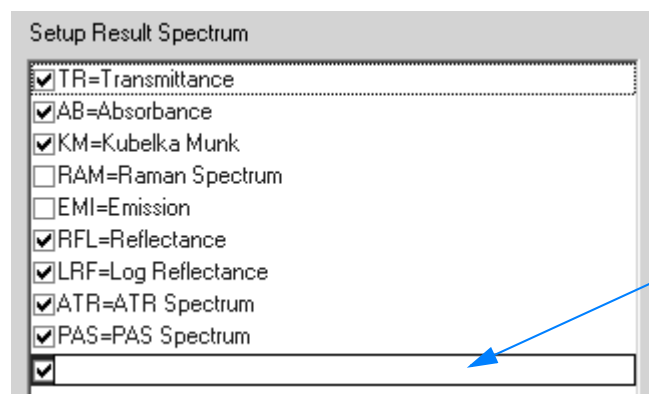 Setup Result Spectrum
TR=Transmittance
AB=Absorbance
KM=Kubelka Munk
RAM=Raman Spectrum
EMI=Emission
RFL=Reflectance
LRF=Log Reflectance
ATR=ATR Spectrum
PAS=PAS Spectrum